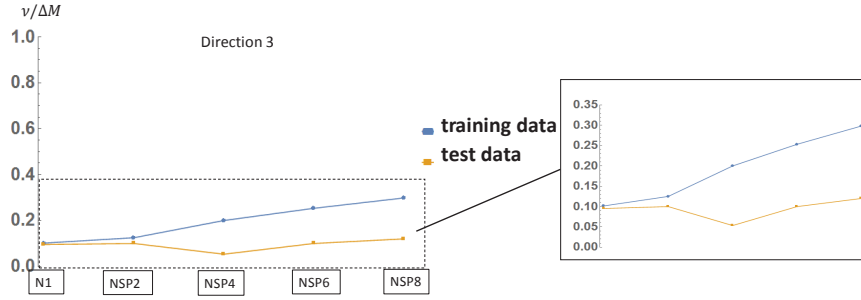 ν/ΔM
Direction 3
1.0
0.8
0.6
0.4
0.2
0.0
N1
NSP2
NSP4
NSP6
NSP8
training data
test data
0.35
0.30
0.25
0.20
0.15
0.10
0.05
0.00